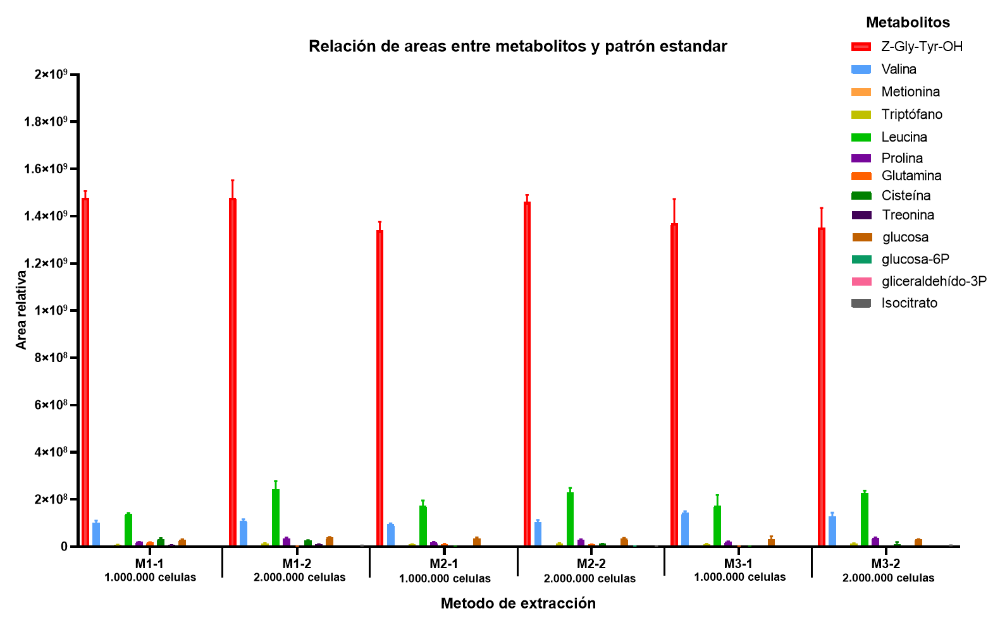 Relación de areas entre metabolitos y patrón estandar
Metabolitos
Z-Gly-Tyr-OH
Valina
Metionina
Triptófano
Leucina
Prolina
Glutamina
Cisteína
Treonina
glucosa
glucosa-6P
gliceraldehído-3P
Isocitrato
Area relativa
2×10⁹
1.8×10⁹
1.6×10⁹
1.4×10⁹
1.2×10⁹
1×10⁹
8×10⁸
6×10⁸
4×10⁸
2×10⁸
0
M1-1
1.000.000 celulas
M1-2
2.000.000 celulas
M2-1
1.000.000 celulas
M2-2
2.000.000 celulas
M3-1
1.000.000 celulas
M3-2
2.000.000 celulas
Metodo de extracción